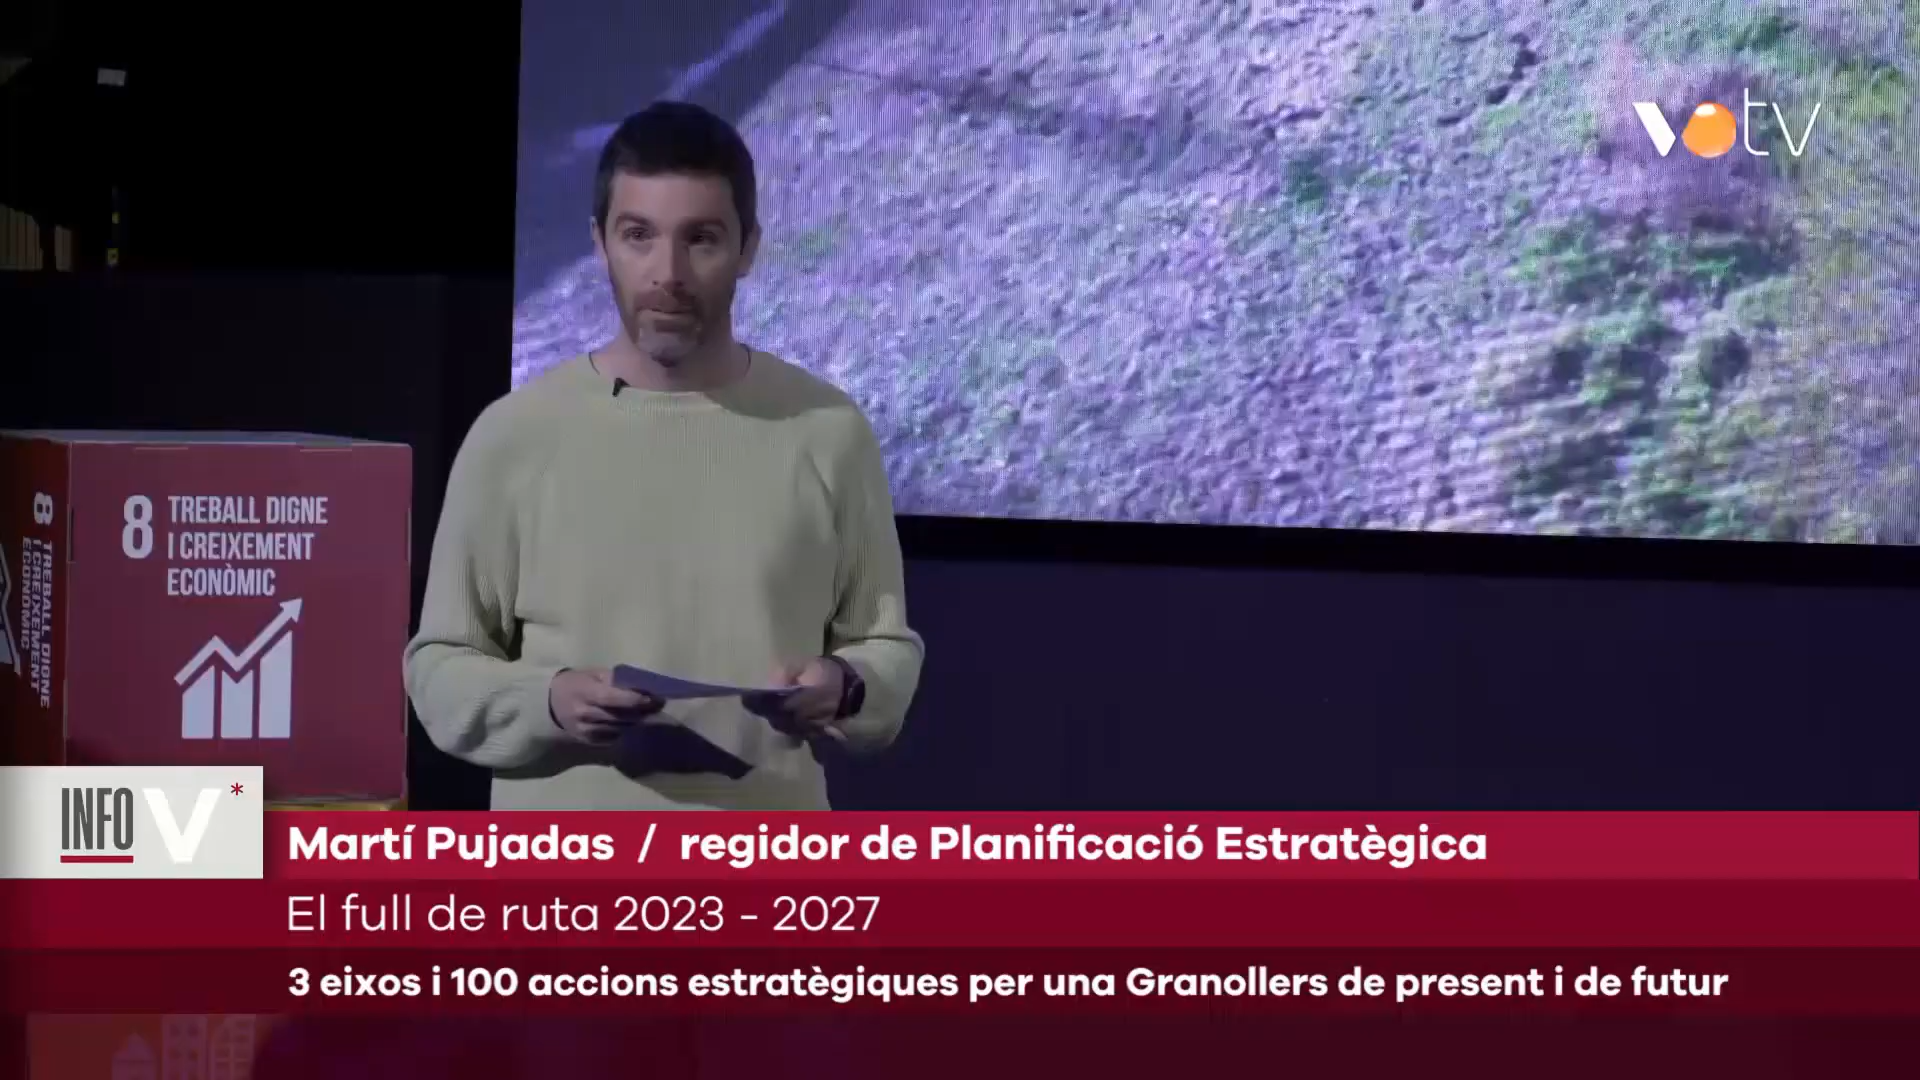 votv
8 TREBALL DIGNE
I CREIXEMENT
ECONÒMIC
8 TREBALL DIGNE
I CREIXEMENT
ECONÒMIC
INFO V*
Martí Pujadas / regidor de Planificació Estratègica
El full de ruta 2023 - 2027
3 eixos i 100 accions estratègiques per una Granollers de present i de futur